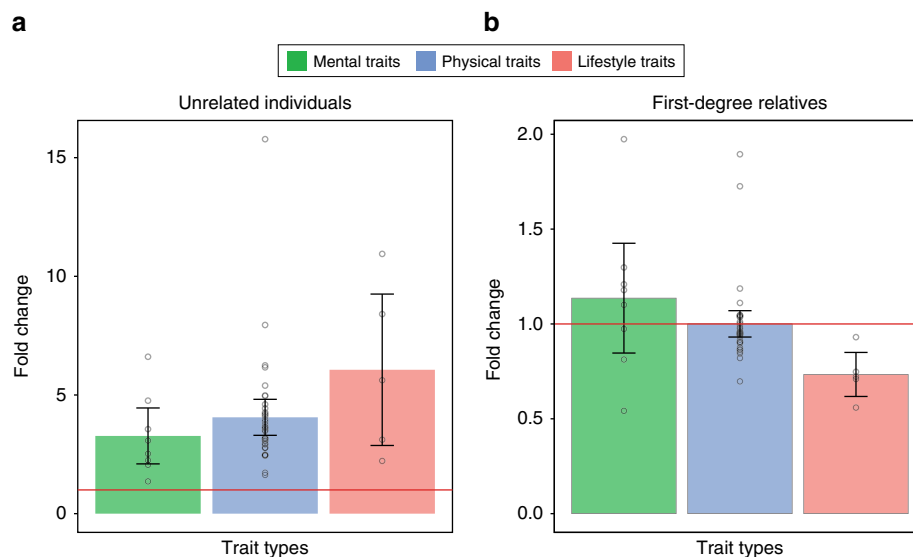 a
b
Mental traits
Physical traits
Lifestyle traits
Unrelated individuals
First-degree relatives
Fold change
15
10
5
0
Trait types
Fold change
2.0
1.5
1.0
0.5
0.0
Trait types